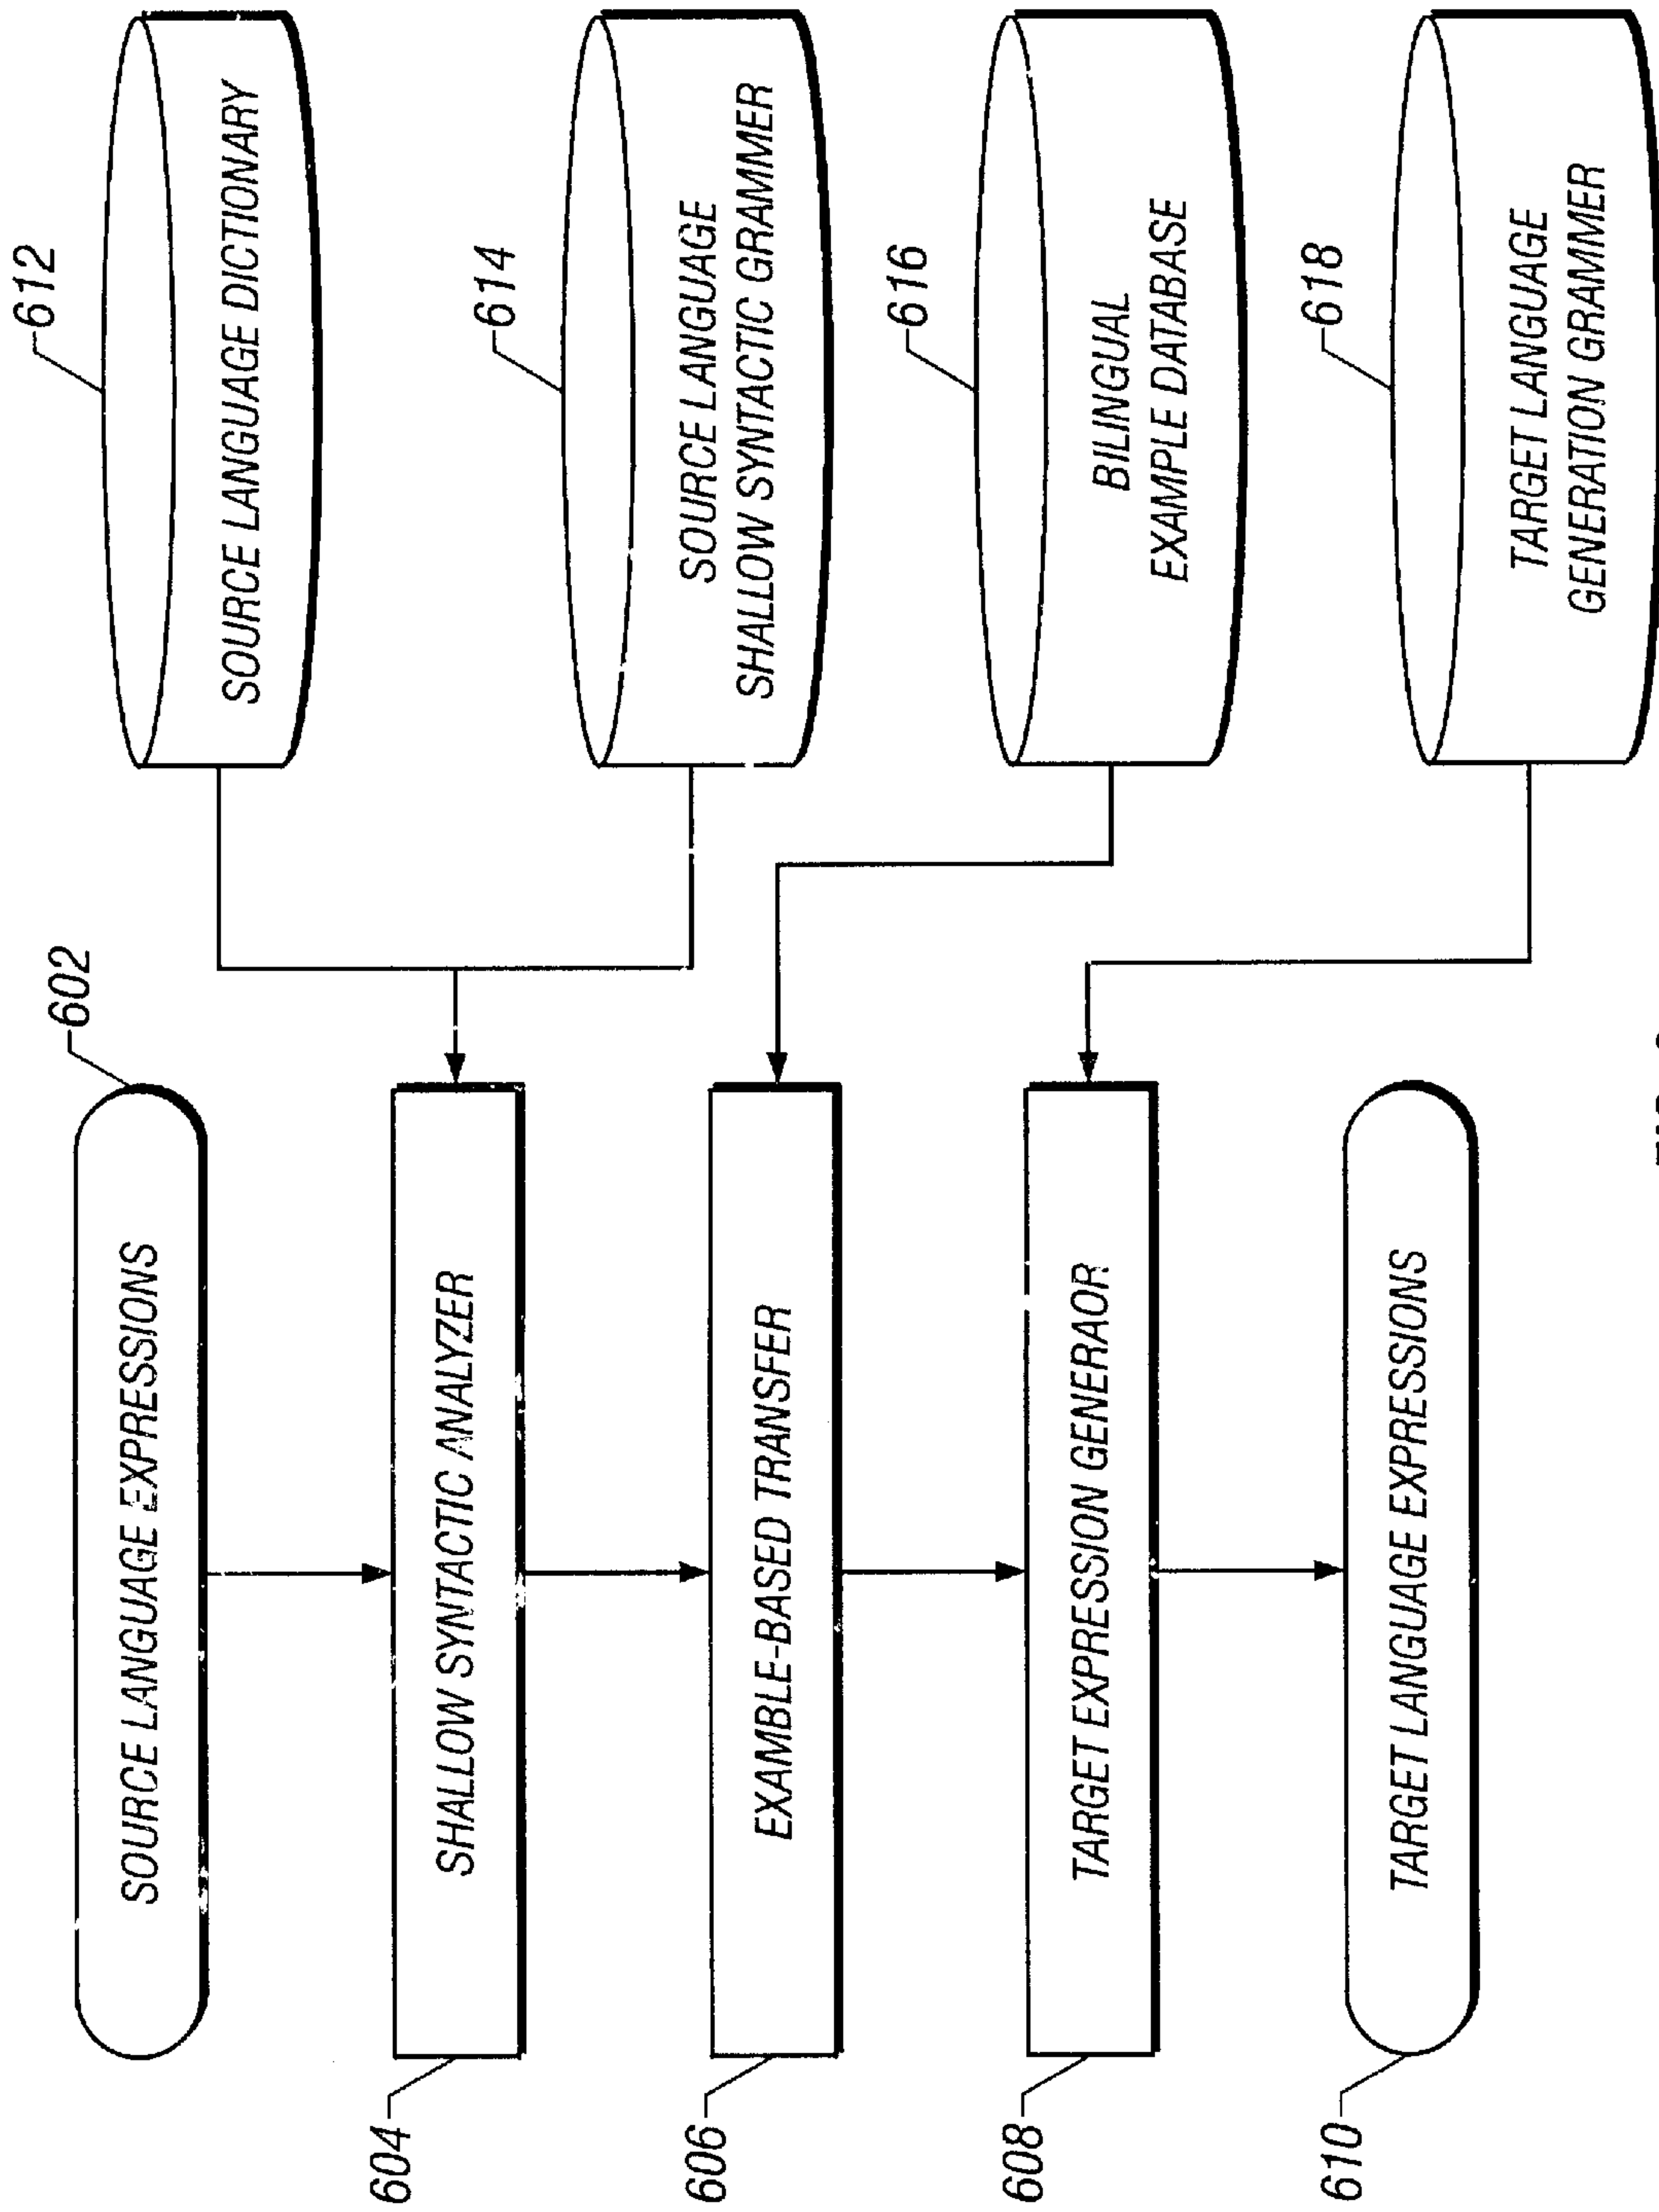 602
SOURCE LANGUAGE EXPRESSIONS
604
SHALLOW SYNTACTIC ANALYZER
606
EXAMBLE-BASED TRANSFER
608
TARGET EXPRESSION GENERAOR
610
TARGET LANGUAGE EXPRESSIONS
612
SOURCE LANGUAGE DICTIONARY
614
SOURCE LANGUAGE
SHALLOW SYNTACTIC GRAMMER
616
BILINGUAL
EXAMPLE DATABASE
618
TARGET LANGUAGE
GENERATION GRAMMER